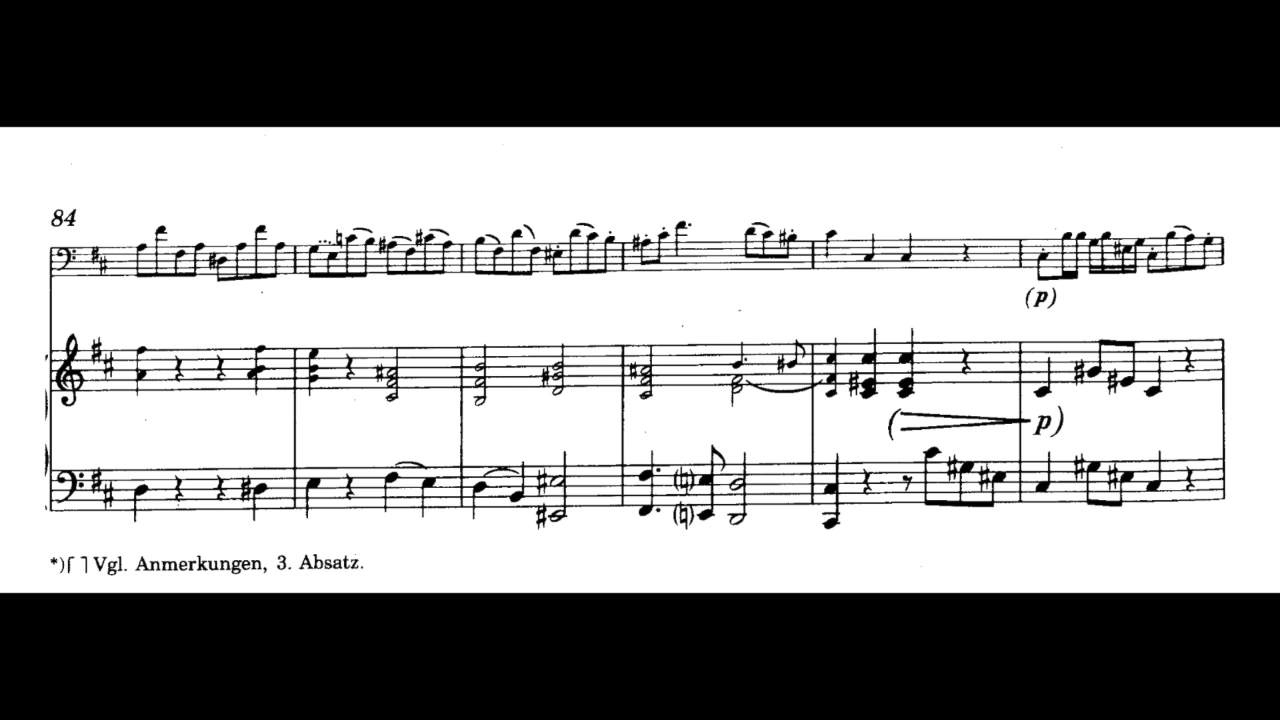 84
(p)
( p)
*)⌈ ⌉ Vgl. Anmerkungen, 3. Absatz.